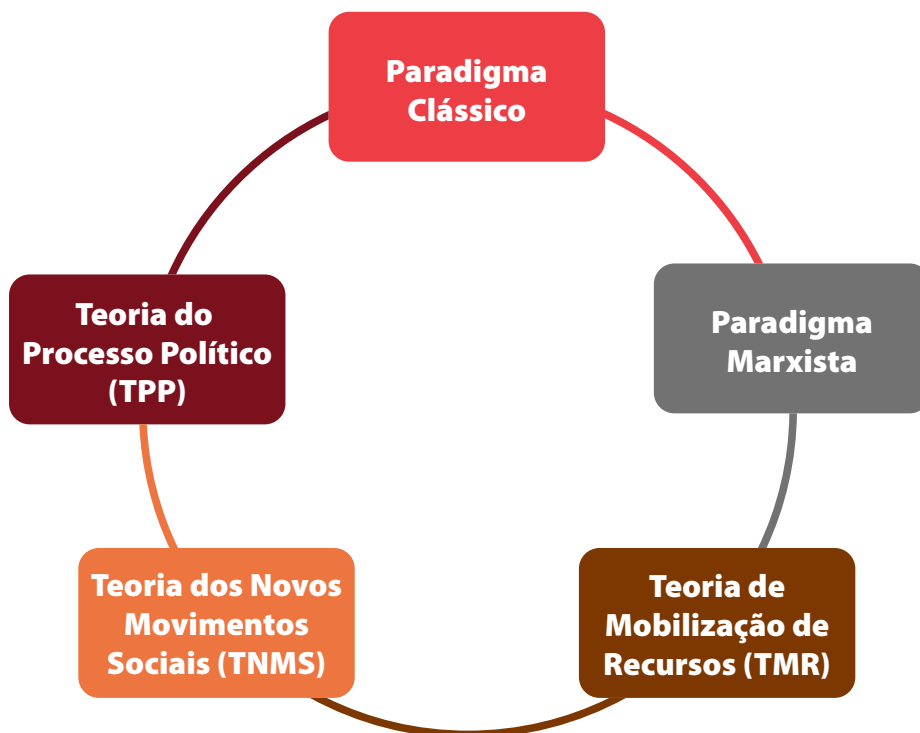 Paradigma
Clássico
Paradigma
Marxista
Teoria de
Mobilização de
Recursos (TMR)
Teoria dos Novos
Movimentos
Sociais (TNMS)
Teoria do
Processo Político
(TPP)